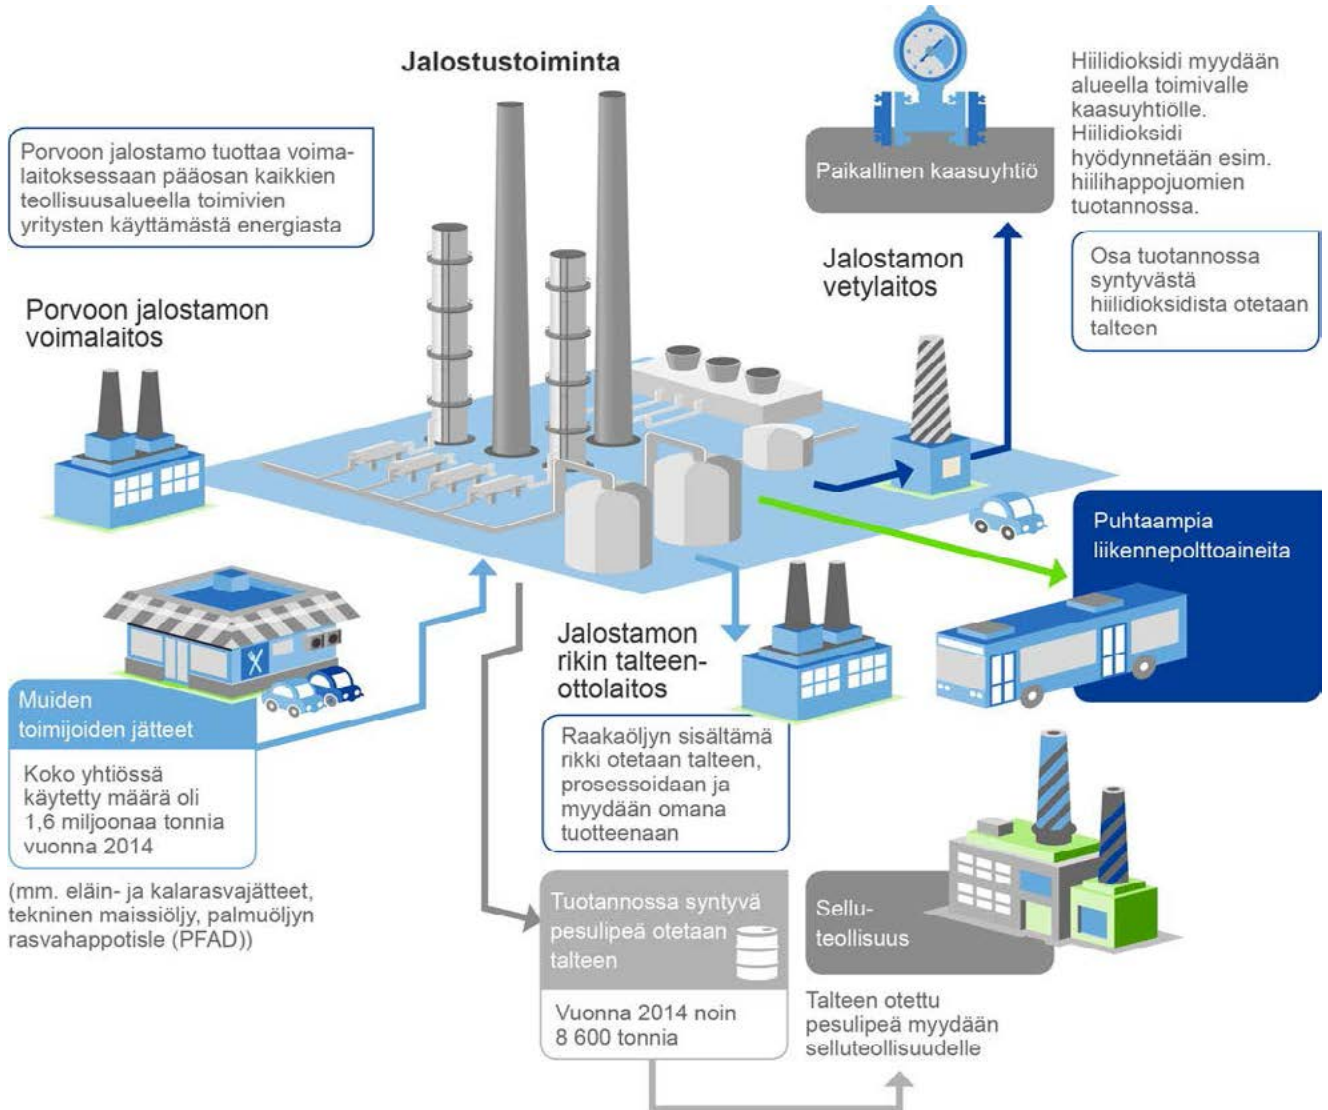 Jalostustoiminta
Porvoon jalostamo tuottaa voima-
laitoksessaan pääosan kaikkien
teollisuusalueella toimivien
yritysten käyttämästä energiasta
Porvoon jalostamon
voimalaitos
Paikallinen kaasuyhtiö
Hiilidioksidi myydään
alueella toimivalle
kaasuyhtiölle.
Hiilidioksidi
hyödynnetään esim.
hiilihappojuomien
tuotannossa.
Jalostamon
vetylaitos
Osa tuotannossa
syntyvästä
hiilidioksidista otetaan
talteen
Puhtaampia
liikennepolttoaineita
Muiden
toimijoiden jätteet
Koko yhtiössä
käytetty määrä oli
1,6 miljoonaa tonnia
vuonna 2014
(mm. eläin- ja kalarasvajätteet,
tekninen maissiöljy, palmuöljyn
rasvahappotisle (PFAD))
Jalostamon
rikin talteen-
ottolaitos
Raakaöljyn sisältämä
rikki otetaan talteen,
prosessoidaan ja
myydään omana
tuotteenaan
Tuotannossa syntyvä
pesulipeä otetaan
talteen
Vuonna 2014 noin
8 600 tonnia
Sellu-
teollisuus
Talteen otettu
pesulipeä myydään
selluteollisuudelle